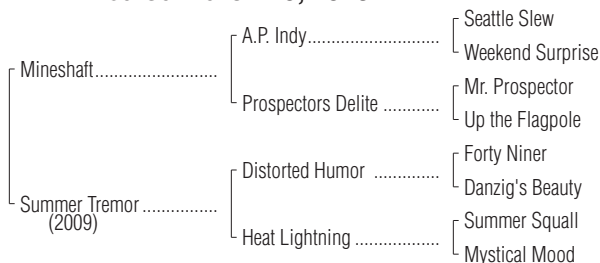 Seattle Slew
A.P. Indy
Weekend Surprise
Mineshaft
Mr. Prospector
Prospectors Delite
Up the Flagpole
Forty Niner
Distorted Humor
Danzig's Beauty
Summer Tremor
(2009)
Summer Squall
Heat Lightning
Mystical Mood